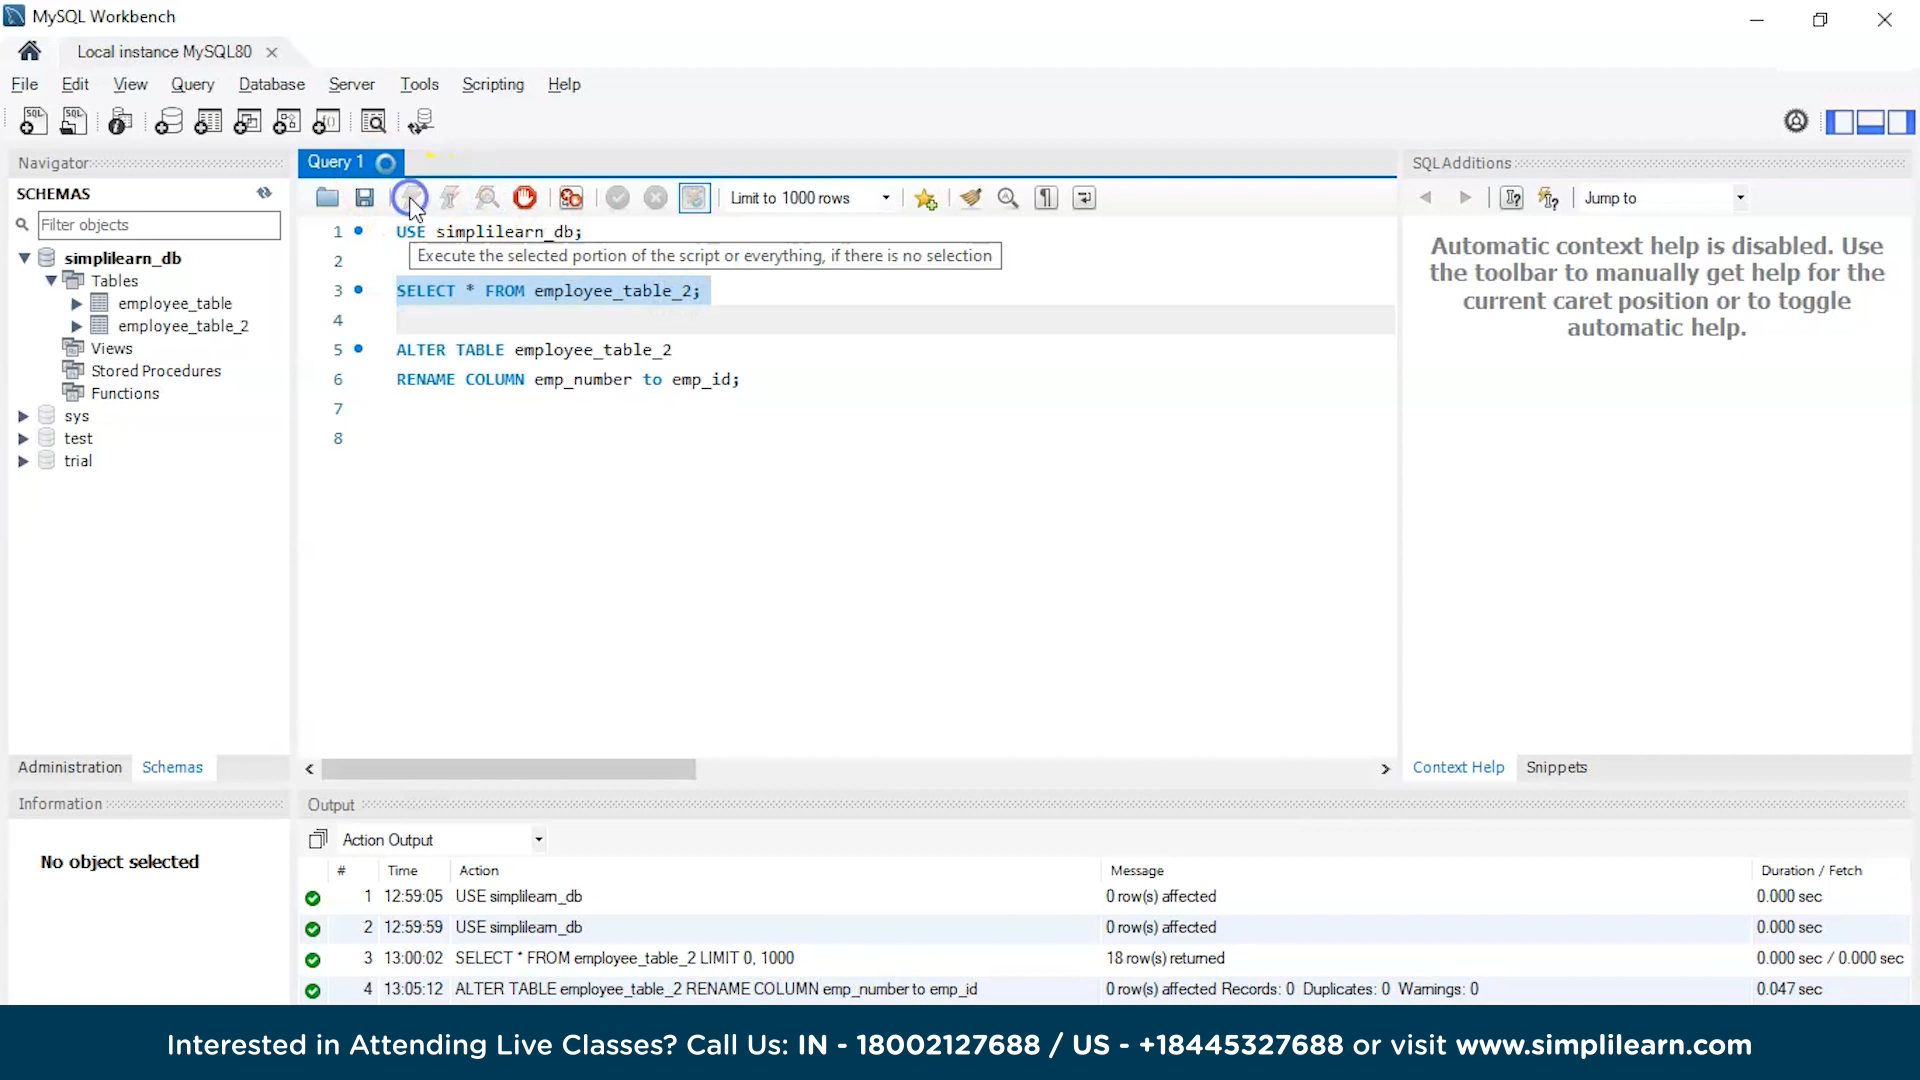 MySQL Workbench
Local instance MySQL80
File Edit View Query Database Server Tools Scripting Help
Navigator
SCHEMAS
Filter objects
simplilearn_db
Tables
employee_table
employee_table_2
Views
Stored Procedures
Functions
sys
test
trial
Administration Schemas
Information
No object selected
Query 1
Limit to 1000 rows
1 USE simplilearn_db;
2
Execute the selected portion of the script or everything, if there is no selection
3 SELECT * FROM employee_table_2;
4
5 ALTER TABLE employee_table_2
6 RENAME COLUMN emp_number to emp_id;
7
8
SQLAdditions
Jump to
Automatic context help is disabled. Use
the toolbar to manually get help for the
current caret position or to toggle
automatic help.
Context Help Snippets
Output
Action Output
# Time Action Message Duration / Fetch
1 12:59:05 USE simplilearn_db 0 row(s) affected 0.000 sec
2 12:59:59 USE simplilearn_db 0 row(s) affected 0.000 sec
3 13:00:02 SELECT * FROM employee_table_2 LIMIT 0, 1000 18 row(s) returned 0.000 sec / 0.000 sec
4 13:05:12 ALTER TABLE employee_table_2 RENAME COLUMN emp_number to emp_id 0 row(s) affected Records: 0 Duplicates: 0 Warnings: 0 0.047 sec
Interested in Attending Live Classes? Call Us: IN - 18002127688 / US - +18445327688 or visit www.simplilearn.com